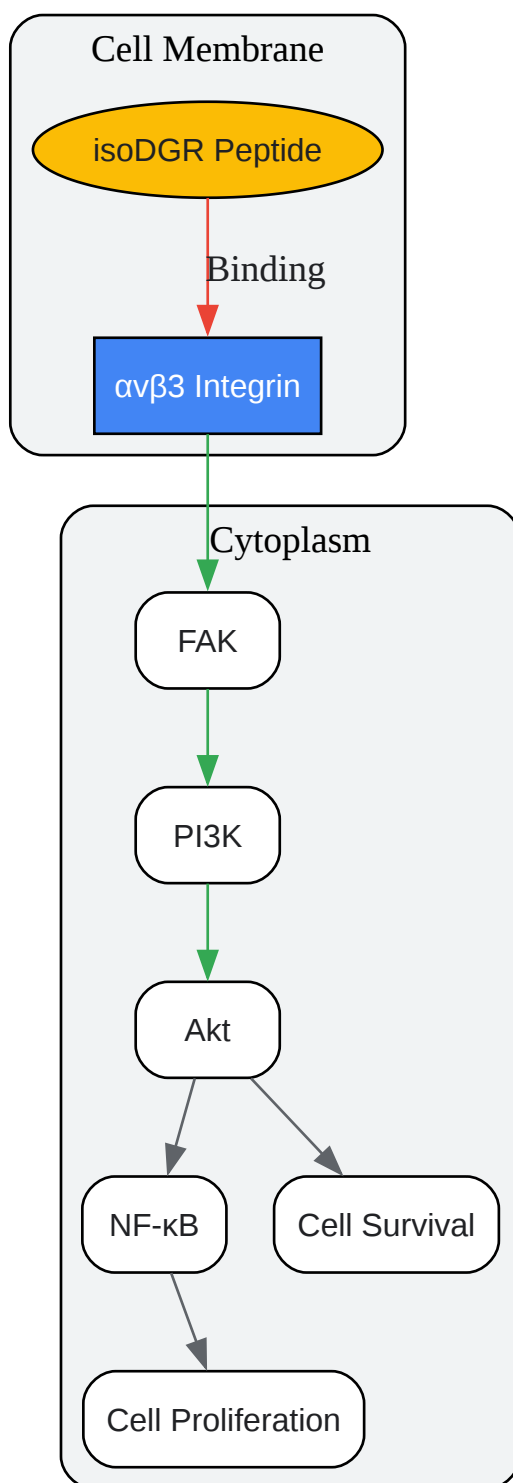 Cell Membrane
isoDGR Peptide
Binding
αvβ3 Integrin
Cytoplasm
FAK
PI3K
Akt
NF-κB
Cell Survival
Cell Proliferation